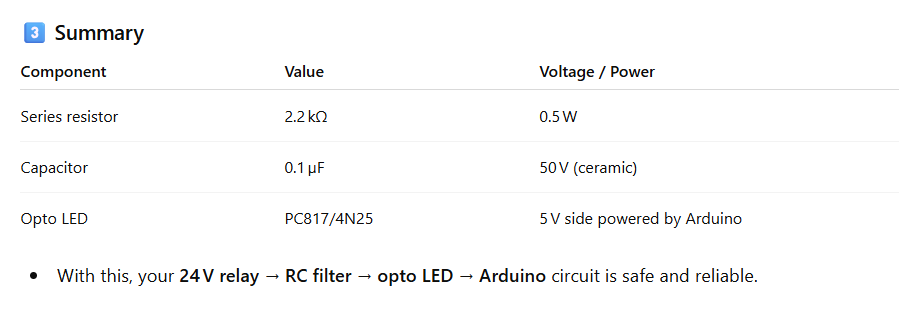 3 Summary
Component Value Voltage / Power
Series resistor 2.2 kΩ 0.5 W
Capacitor 0.1 µF 50 V (ceramic)
Opto LED PC817/4N25 5 V side powered by Arduino
• With this, your 24 V relay → RC filter → opto LED → Arduino circuit is safe and reliable.